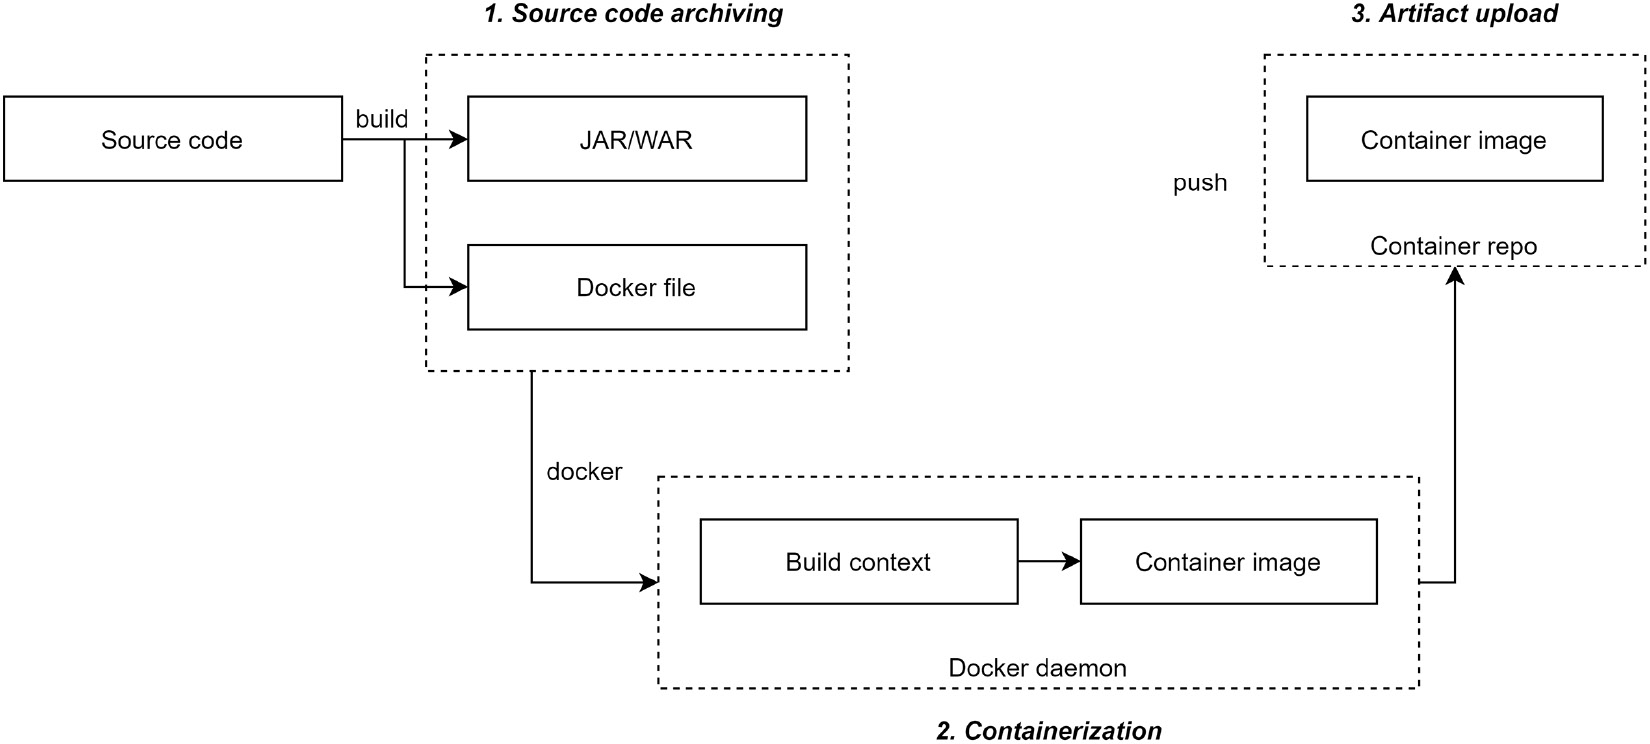 1. Source code archiving
3. Artifact upload
Source code
build
JAR/WAR
Docker file
Container image
push
Container repo
docker
Build context
Container image
Docker daemon
2. Containerization